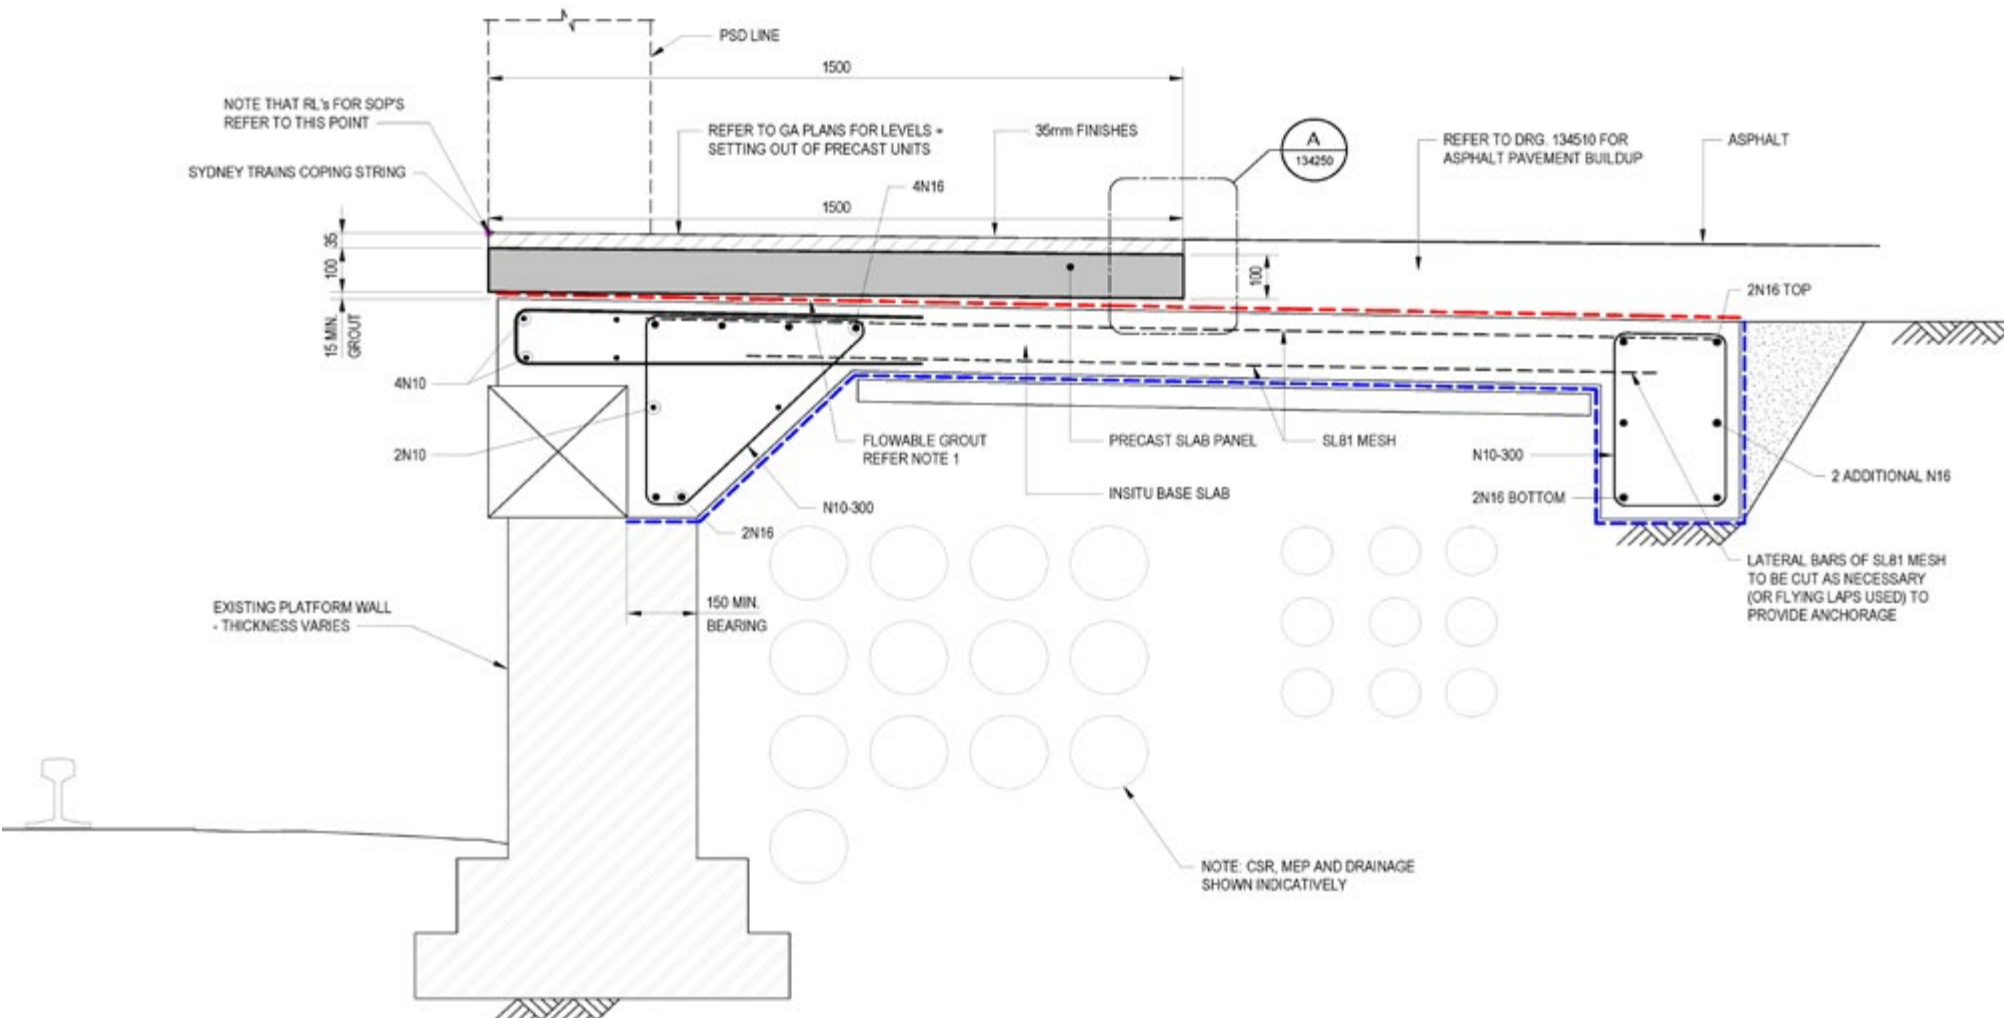 PSD LINE
1500
NOTE THAT RL's FOR SOP'S
REFER TO THIS POINT
REFER TO GA PLANS FOR LEVELS +
SETTING OUT OF PRECAST UNITS
35mm FINISHES
A
134250
REFER TO DRG. 134510 FOR
ASPHALT PAVEMENT BUILDUP
ASPHALT
SYDNEY TRAINS COPING STRING
4N16
1500
35
100
15 MIN.
GROUT
100
2N16 TOP
4N10
2N10
FLOWABLE GROUT
REFER NOTE 1
PRECAST SLAB PANEL
SL81 MESH
N10-300
2 ADDITIONAL N16
INSITU BASE SLAB
2N16 BOTTOM
N10-300
2N16
LATERAL BARS OF SL81 MESH
TO BE CUT AS NECESSARY
(OR FLYING LAPS USED) TO
PROVIDE ANCHORAGE
EXISTING PLATFORM WALL
- THICKNESS VARIES
150 MIN.
BEARING
NOTE: CSR, MEP AND DRAINAGE
SHOWN INDICATIVELY